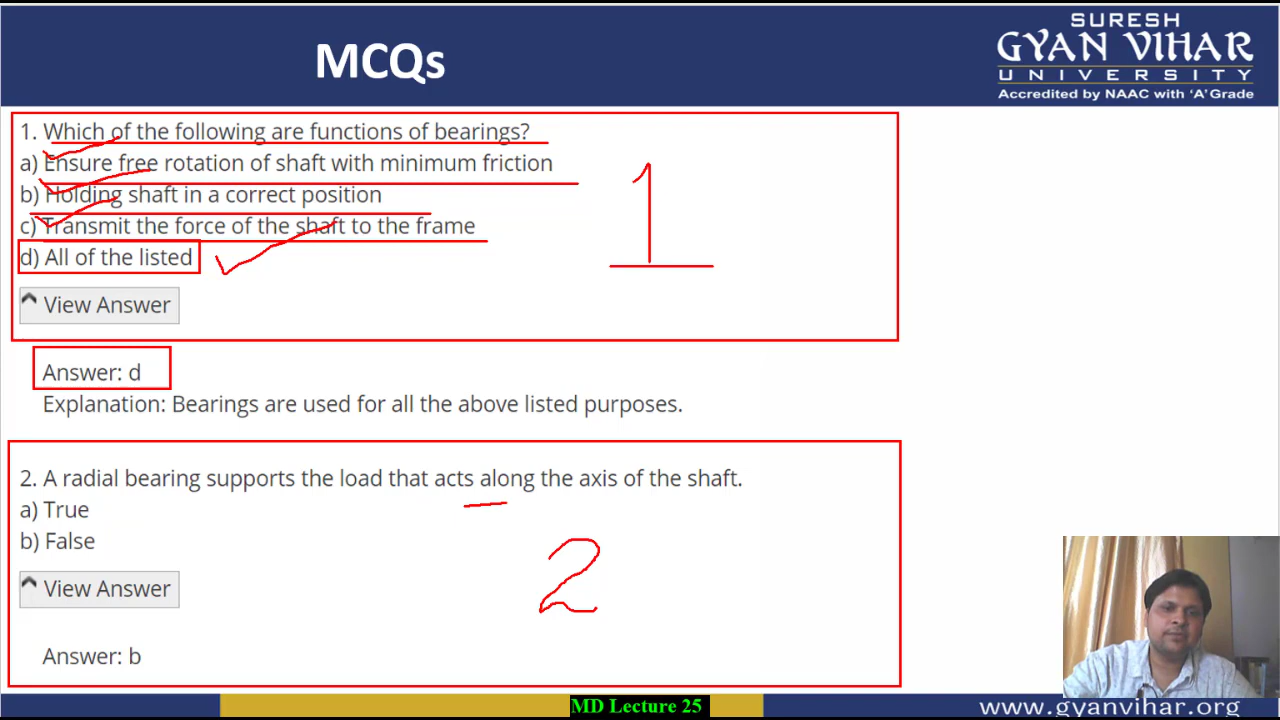 MCQs
SURESH
GYAN VIHAR
UNIVERSITY
Accredited by NAAC with 'A' Grade
1. Which of the following are functions of bearings?
a) Ensure free rotation of shaft with minimum friction
b) Holding shaft in a correct position
c) Transmit the force of the shaft to the frame
d) All of the listed
1
View Answer
Answer: d
Explanation: Bearings are used for all the above listed purposes.
2. A radial bearing supports the load that acts along the axis of the shaft.
a) True
b) False
2
View Answer
Answer: b
MD Lecture 25
www.gyanvihar.org